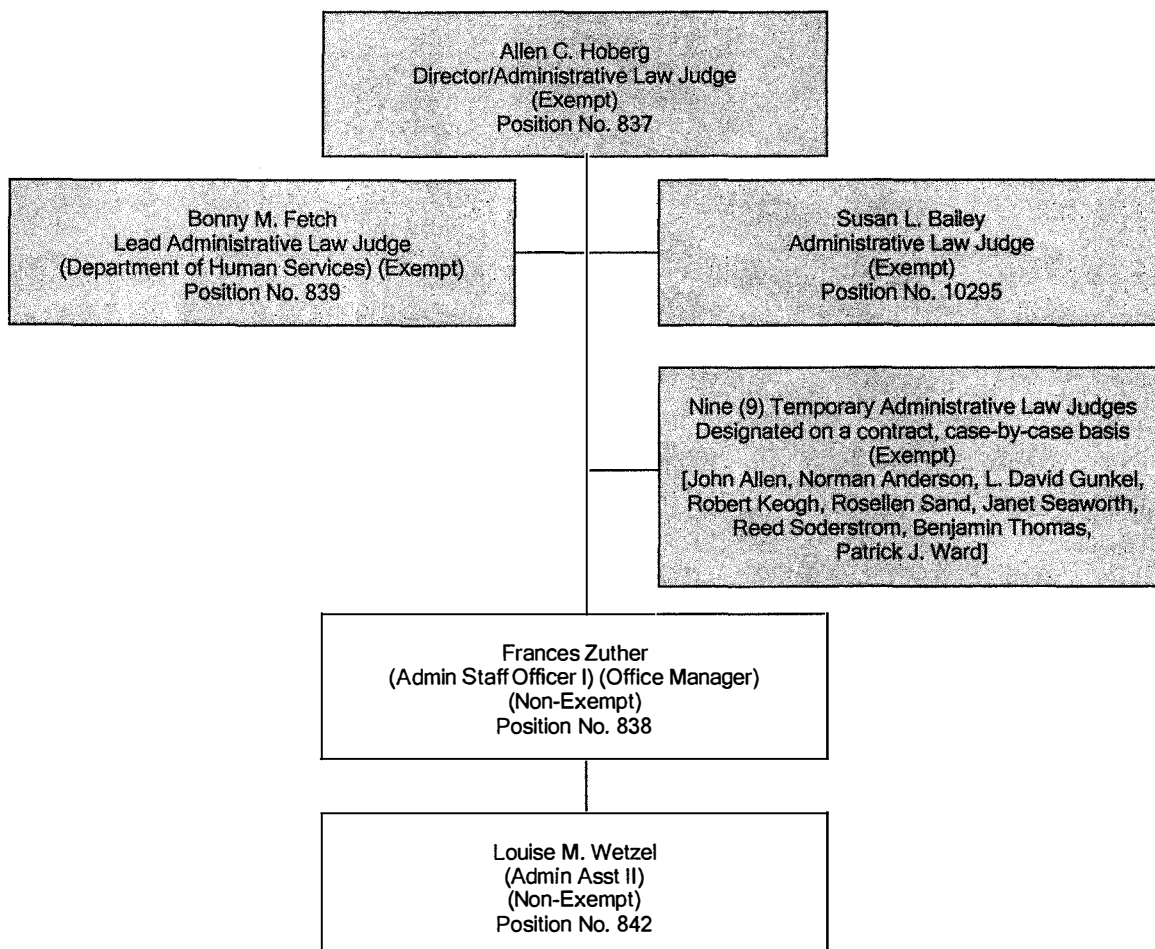 Allen C. Hoberg
Director/Administrative Law Judge
(Exempt)
Position No. 837
Bonny M. Fetch
Lead Administrative Law Judge
(Department of Human Services) (Exempt)
Position No. 839
Susan L. Bailey
Administrative Law Judge
(Exempt)
Position No. 10295
Nine (9) Temporary Administrative Law Judges
Designated on a contract, case-by-case basis
(Exempt)
[John Allen, Norman Anderson, L. David Gunkel,
Robert Keogh, Rosellen Sand, Janet Seaworth,
Reed Soderstrom, Benjamin Thomas,
Patrick J. Ward]
Frances Zuther
(Admin Staff Officer I) (Office Manager)
(Non-Exempt)
Position No. 838
Louise M. Wetzel
(Admin Asst II)
(Non-Exempt)
Position No. 842